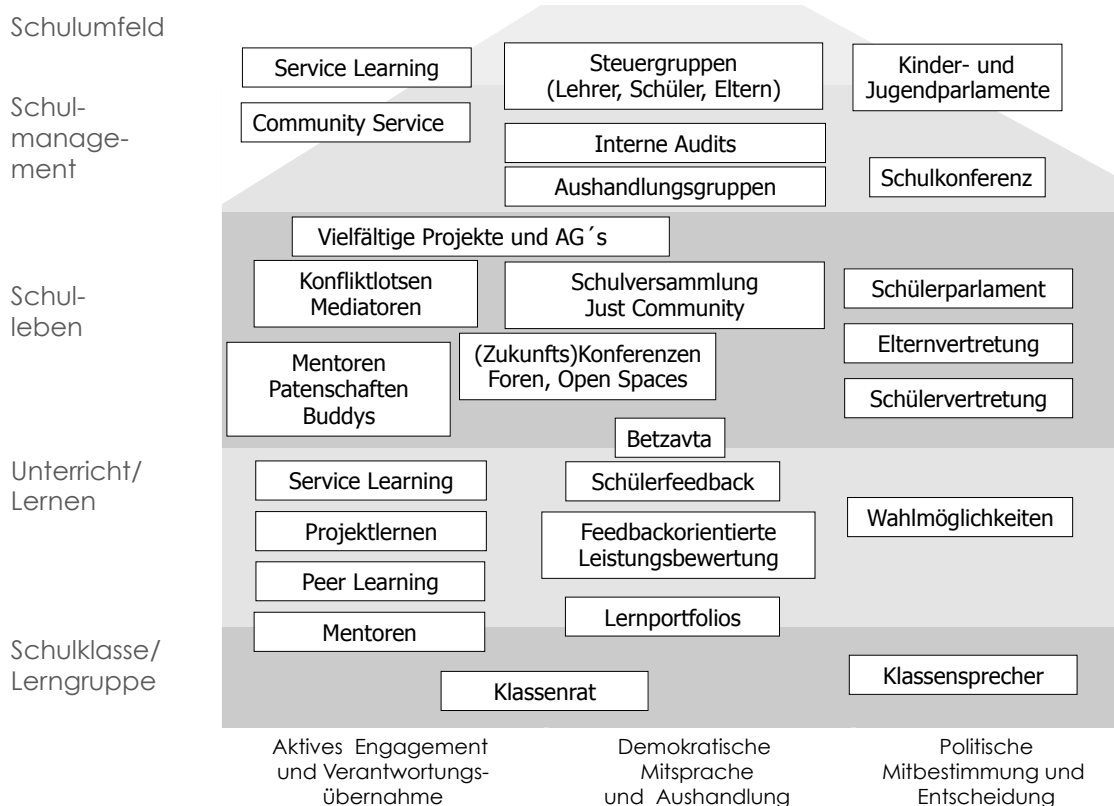 Schulumfeld
Service Learning
Steuergruppen
(Lehrer, Schüler, Eltern)
Kinder- und
Jugendparlamente
Schul-
manage-
ment
Community Service
Interne Audits
Aushandlungsgruppen
Schulkonferenz
Vielfältige Projekte und AG´s
Schul-
leben
Konfliktlotsen
Mediatoren
Schulversammlung
Just Community
Schülerparlament
Mentoren
Patenschaften
Buddys
(Zukunfts)Konferenzen
Foren, Open Spaces
Elternvertretung
Schülervertretung
Betzavta
Unterricht/
Lernen
Service Learning
Schülerfeedback
Projektlernen
Feedbackorientierte
Leistungsbewertung
Wahlmöglichkeiten
Peer Learning
Lernportfolios
Mentoren
Schulklasse/
Lerngruppe
Klassenrat
Klassensprecher
Aktives Engagement
und Verantwortungs-
übernahme
Demokratische
Mitsprache
und Aushandlung
Politische
Mitbestimmung und
Entscheidung